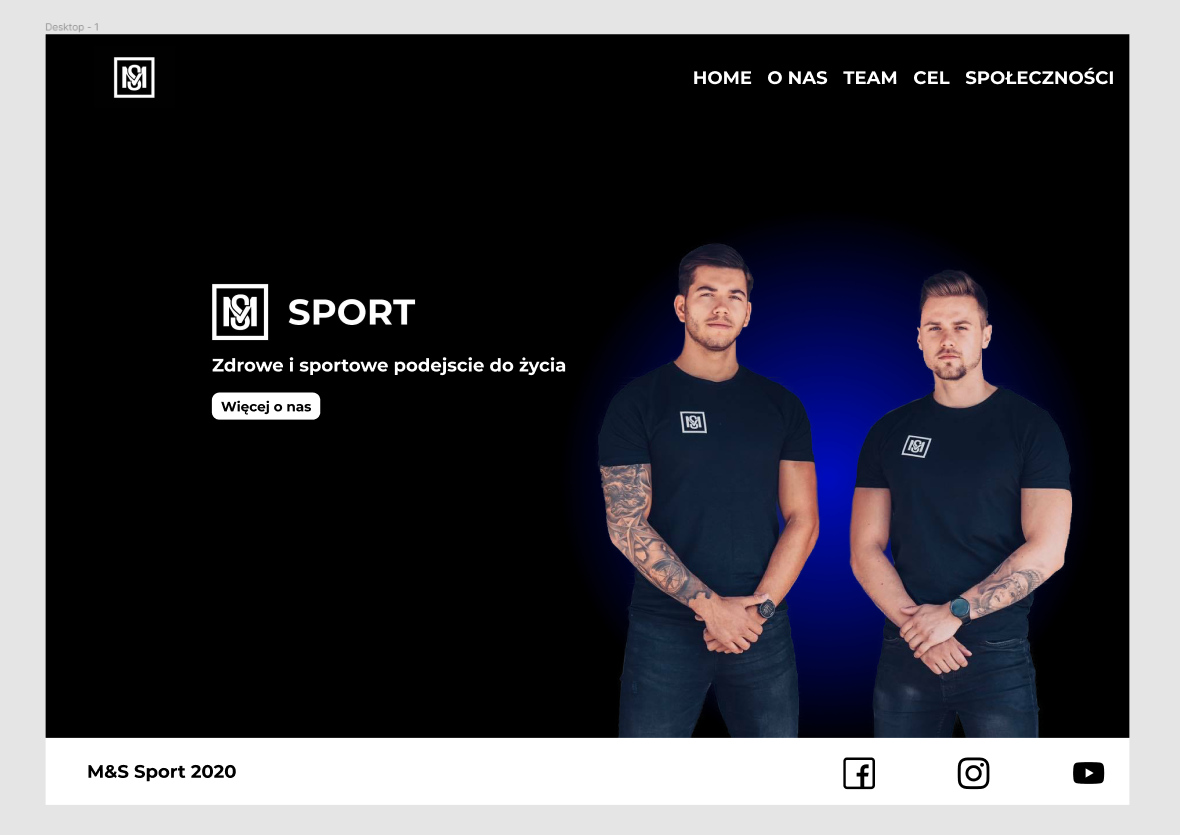 Desktop - 1
HOME O NAS TEAM CEL SPOŁECZNOŚCI
SPORT
Zdrowe i sportowe podejscie do życia
Więcej o nas
M&S Sport 2020